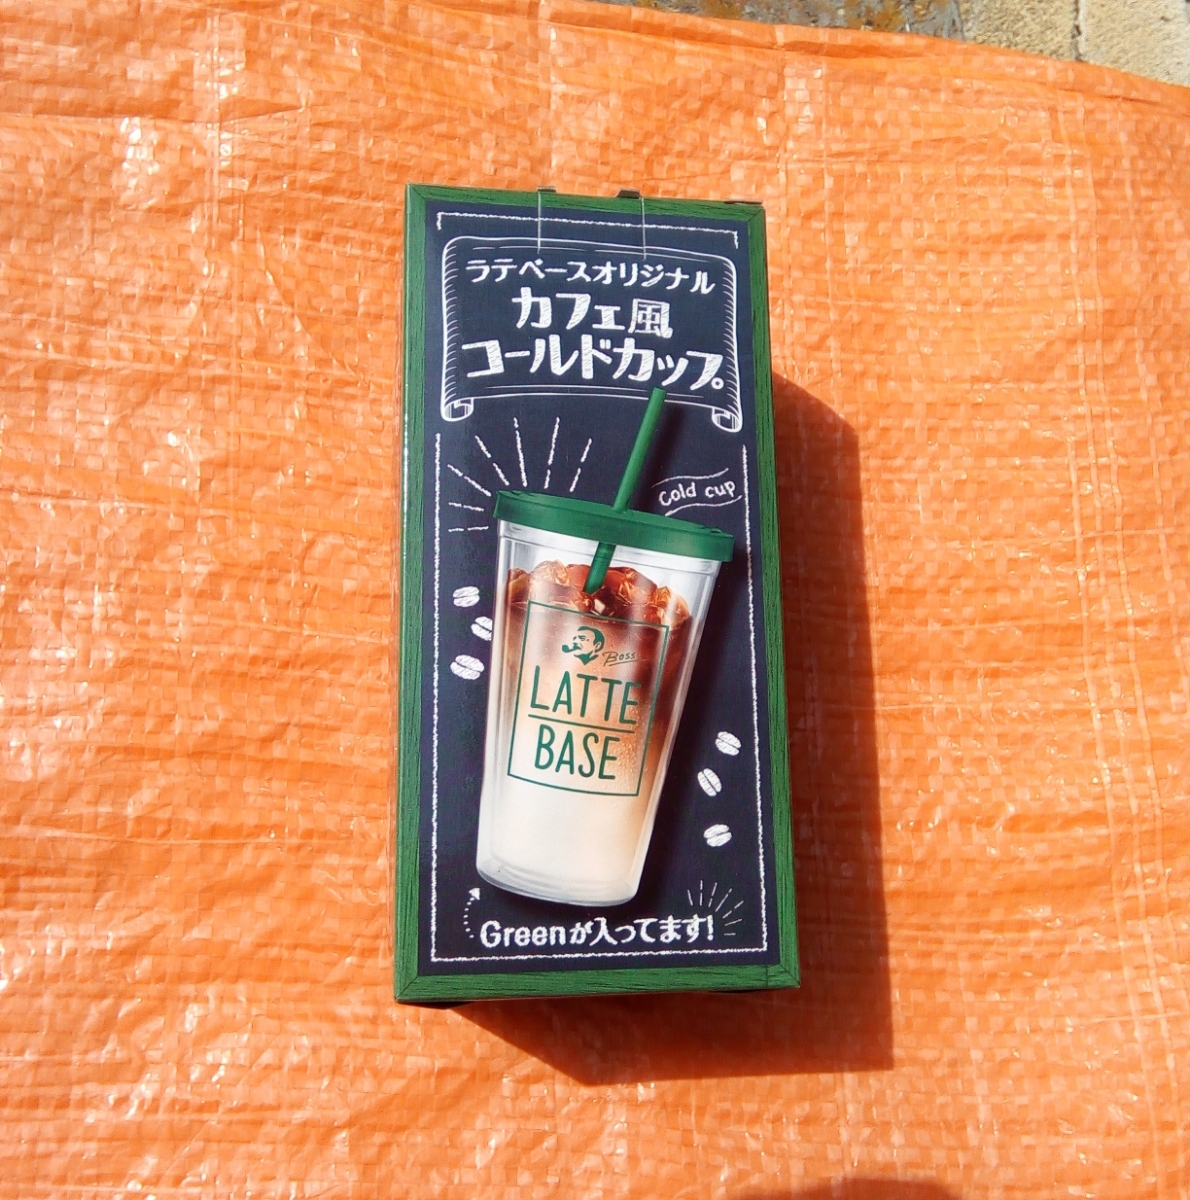 ラテベースオリジナル
カフェ風
コールドカップ。
Cold cup
Boss
LATTE
BASE
Greenが入ってます!